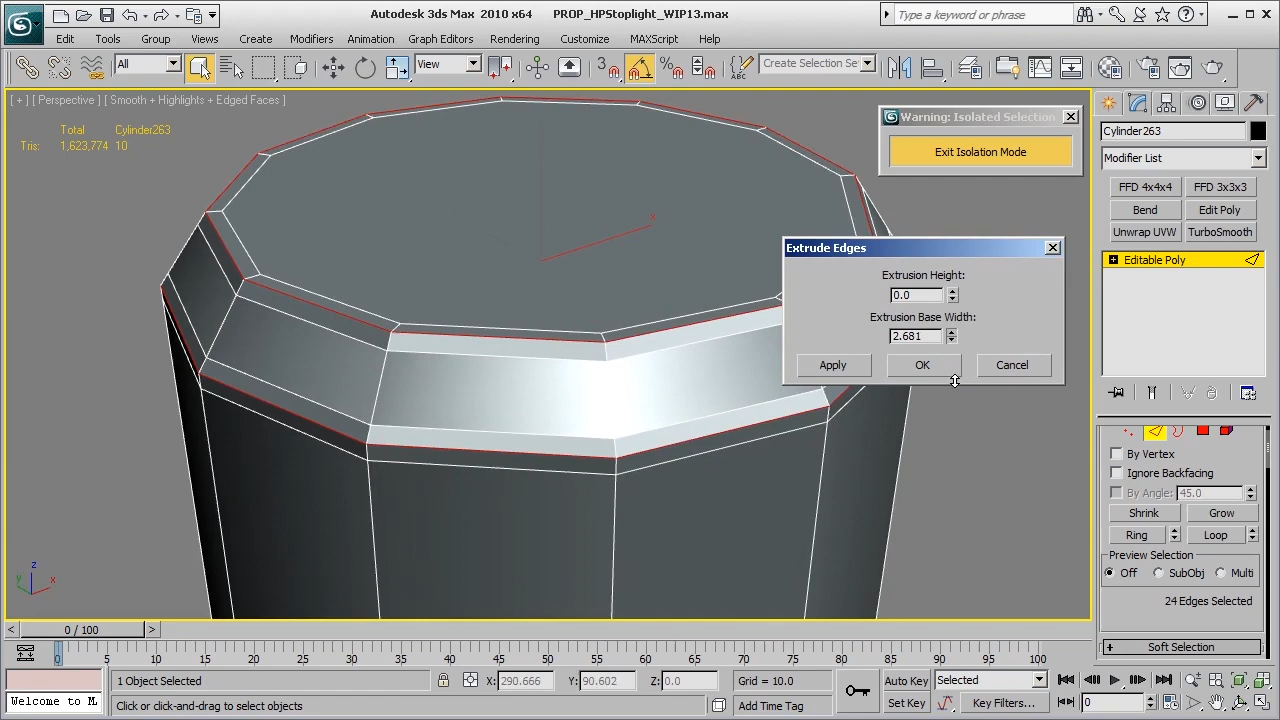 Autodesk 3ds Max 2010 x64 PROP_HPStoplight_WIP13.max
Type a keyword or phrase
Edit Tools Group Views Create Modifiers Animation Graph Editors Rendering Customize MAXScript Help
All View 3 % ABC Create Selection Se
[ + ] [ Perspective ] [ Smooth + Highlights + Edged Faces ]
Total Cylinder263
Tris: 1,623,774 10
Warning: Isolated Selection
Exit Isolation Mode
Extrude Edges
Extrusion Height:
0.0
Extrusion Base Width:
2.681
Apply OK Cancel
x
z
y x
Cylinder263
Modifier List
FFD 4x4x4 FFD 3x3x3
Bend Edit Poly
Unwrap UVW TurboSmooth
Editable Poly
By Vertex
Ignore Backfacing
By Angle: 45.0
Shrink Grow
Ring Loop
Preview Selection
Off SubObj Multi
24 Edges Selected
+ Soft Selection
< 0 / 100 >
0 5 10 15 20 25 30 35 40 45 50 55 60 65 70 75 80 85 90 95 100
1 Object Selected X: 290.666 Y: 90.602 Z: 0.0 Grid = 10.0 Auto Key Selected
Welcome to M Click or click-and-drag to select objects Add Time Tag Set Key Key Filters... 0